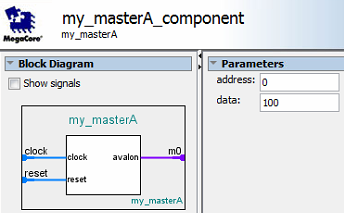 my_masterA_component
my_masterA
MegaCore®
Block Diagram
Show signals
my_masterA
clock
clock
avalon
m0
reset
reset
my_masterA
Parameters
address: 0
data: 100